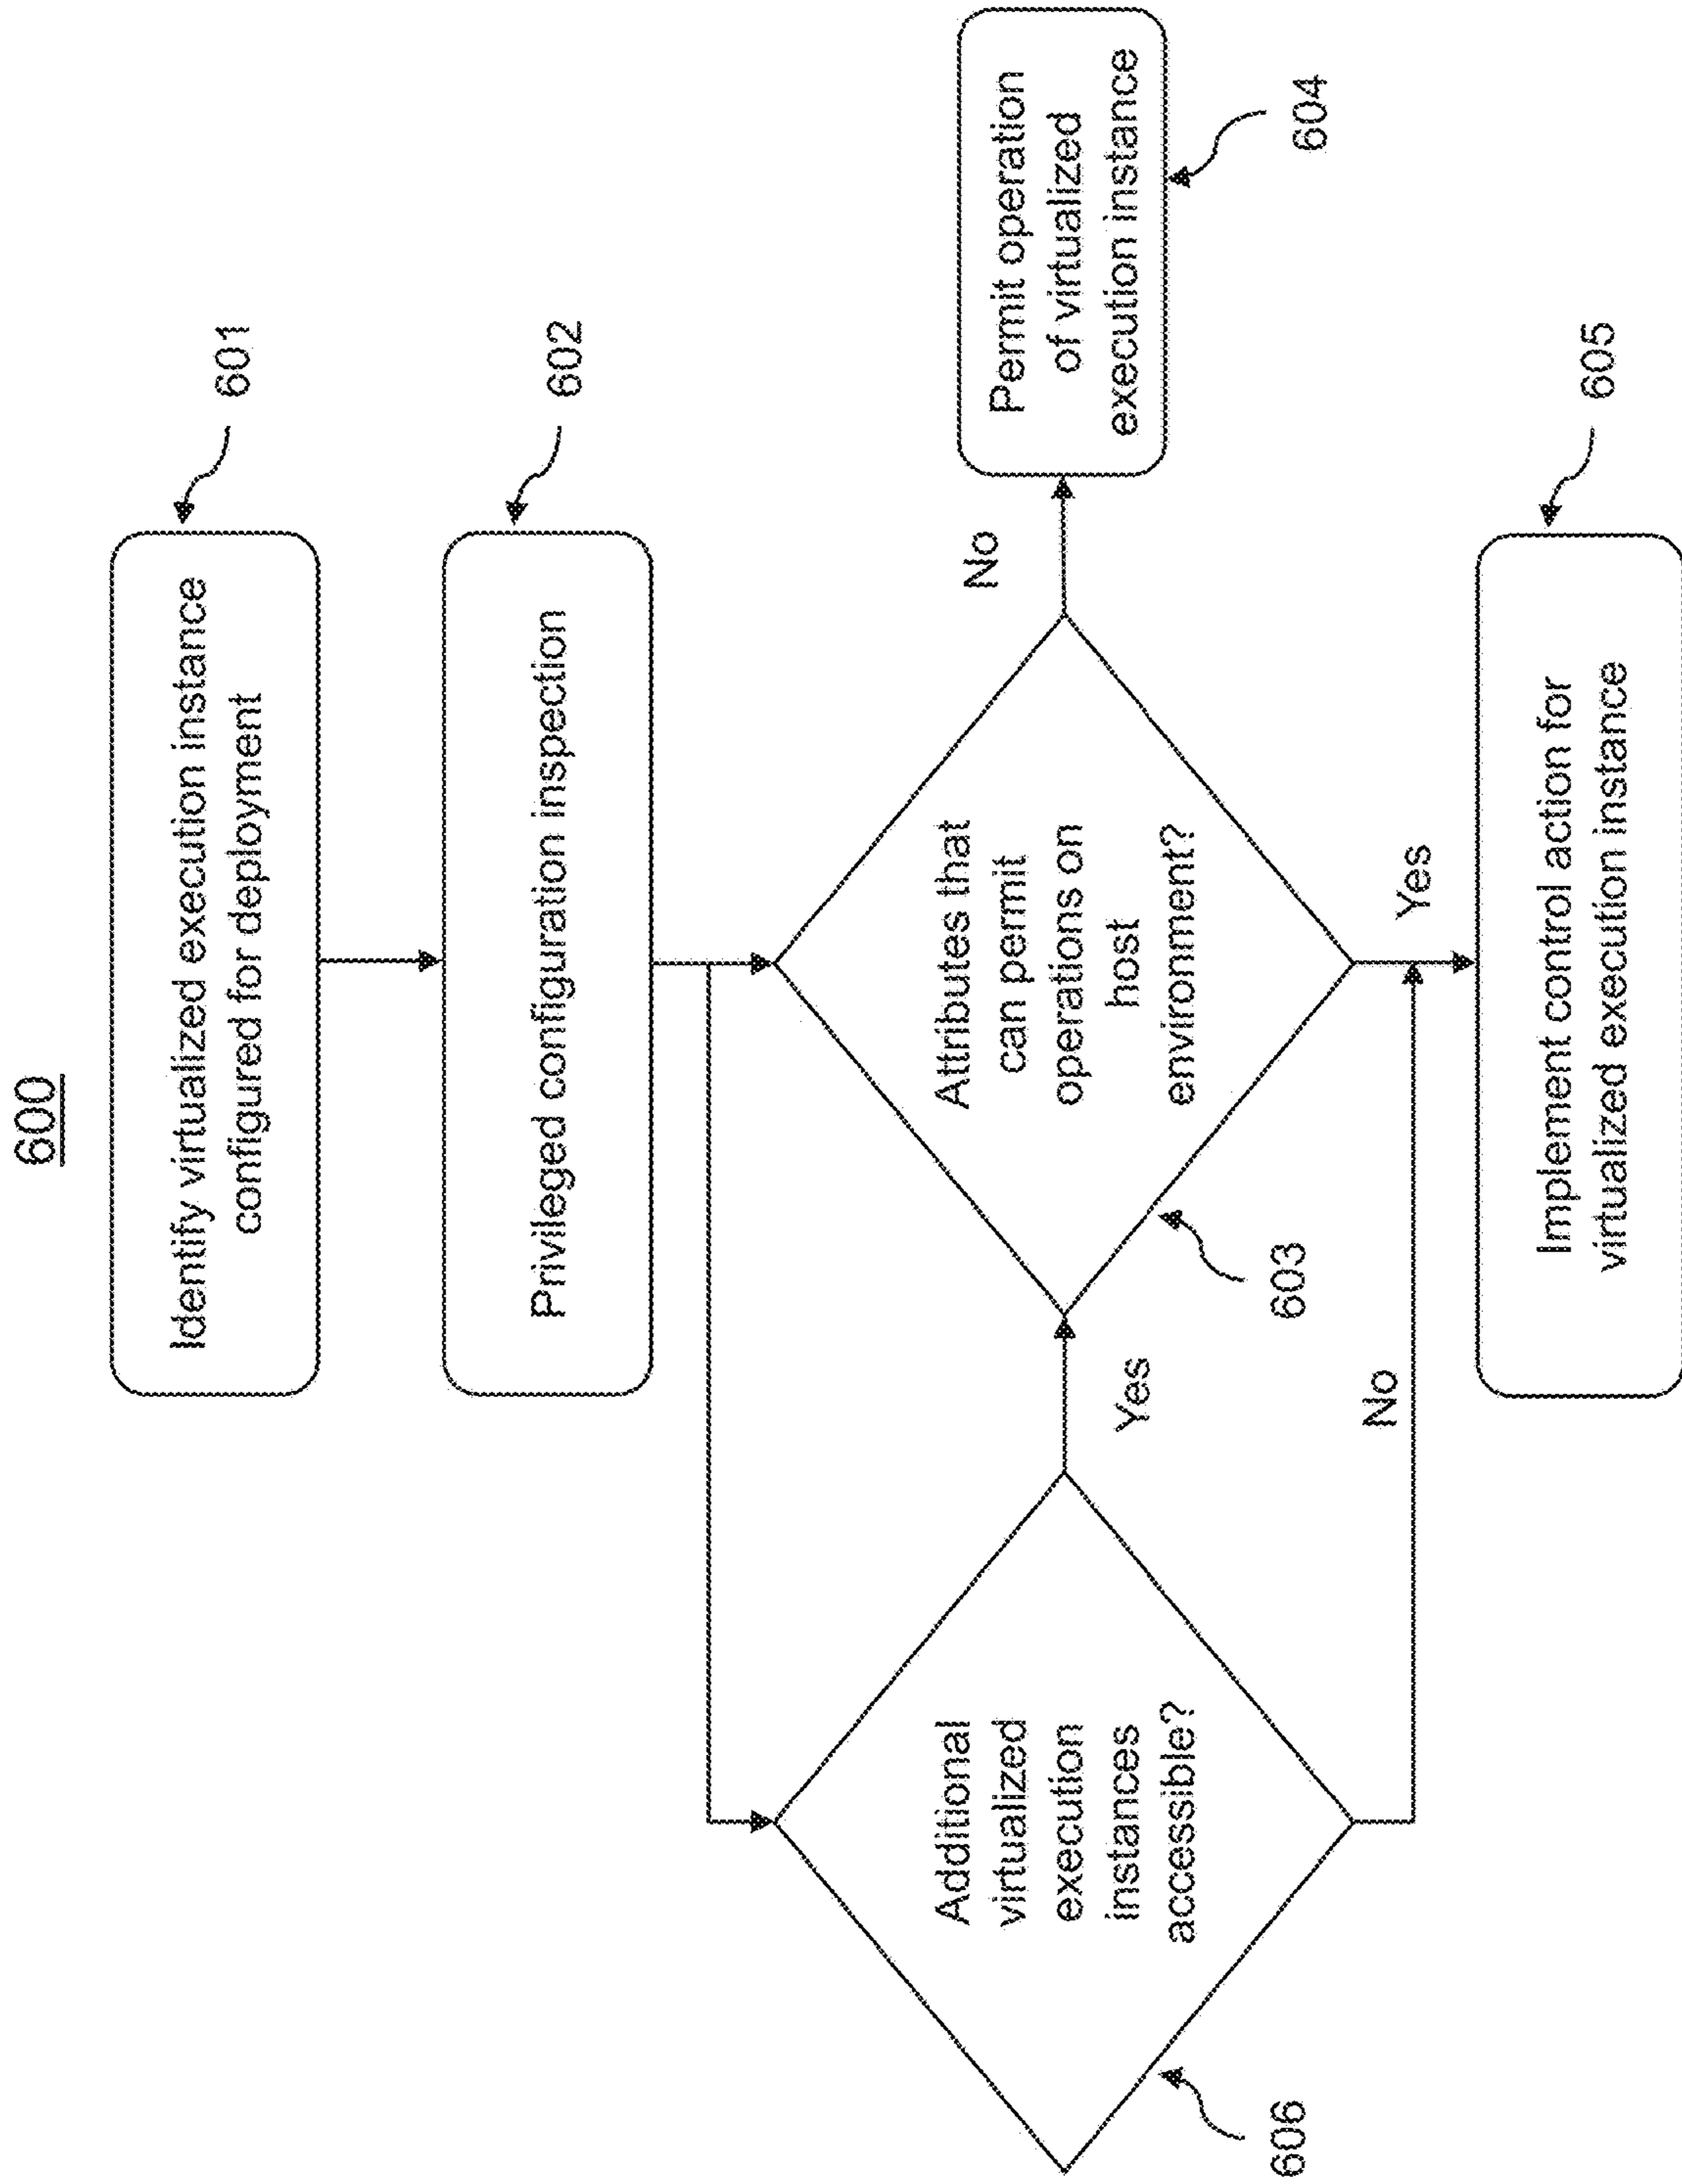 600
Identify virtualized execution instance
configured for deployment
601
Privileged configuration inspection
602
Additional
virtualized
execution
instances
accessible?
606
Yes
No
Attributes that
can permit
operations on
host
environment?
603
No
Yes
Permit operation
of virtualized
execution instance
604
Implement control action for
virtualized execution instance
605